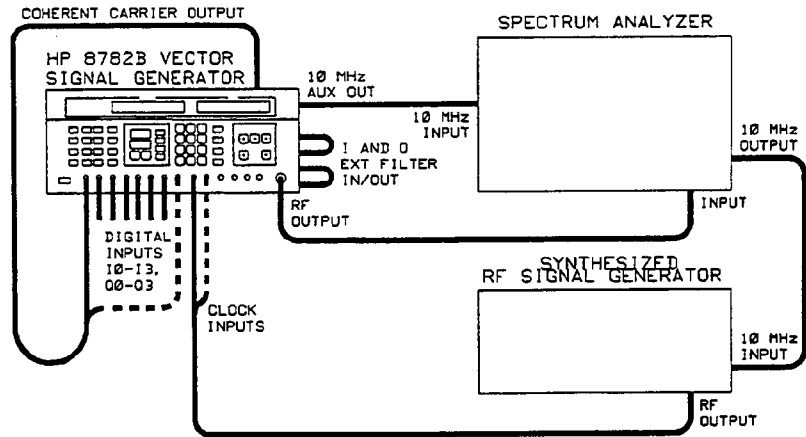 COHERENT CARRIER OUTPUT
SPECTRUM ANALYZER
HP 8782B VECTOR
SIGNAL GENERATOR
10 MHz
AUX OUT
10 MHz
INPUT
10 MHz
OUTPUT
I AND Q
EXT FILTER
IN/OUT
RF
OUTPUT
INPUT
DIGITAL
INPUTS
I0-I3,
Q0-Q3
SYNTHESIZED
RF SIGNAL GENERATOR
CLOCK
INPUTS
10 MHz
INPUT
RF
OUTPUT